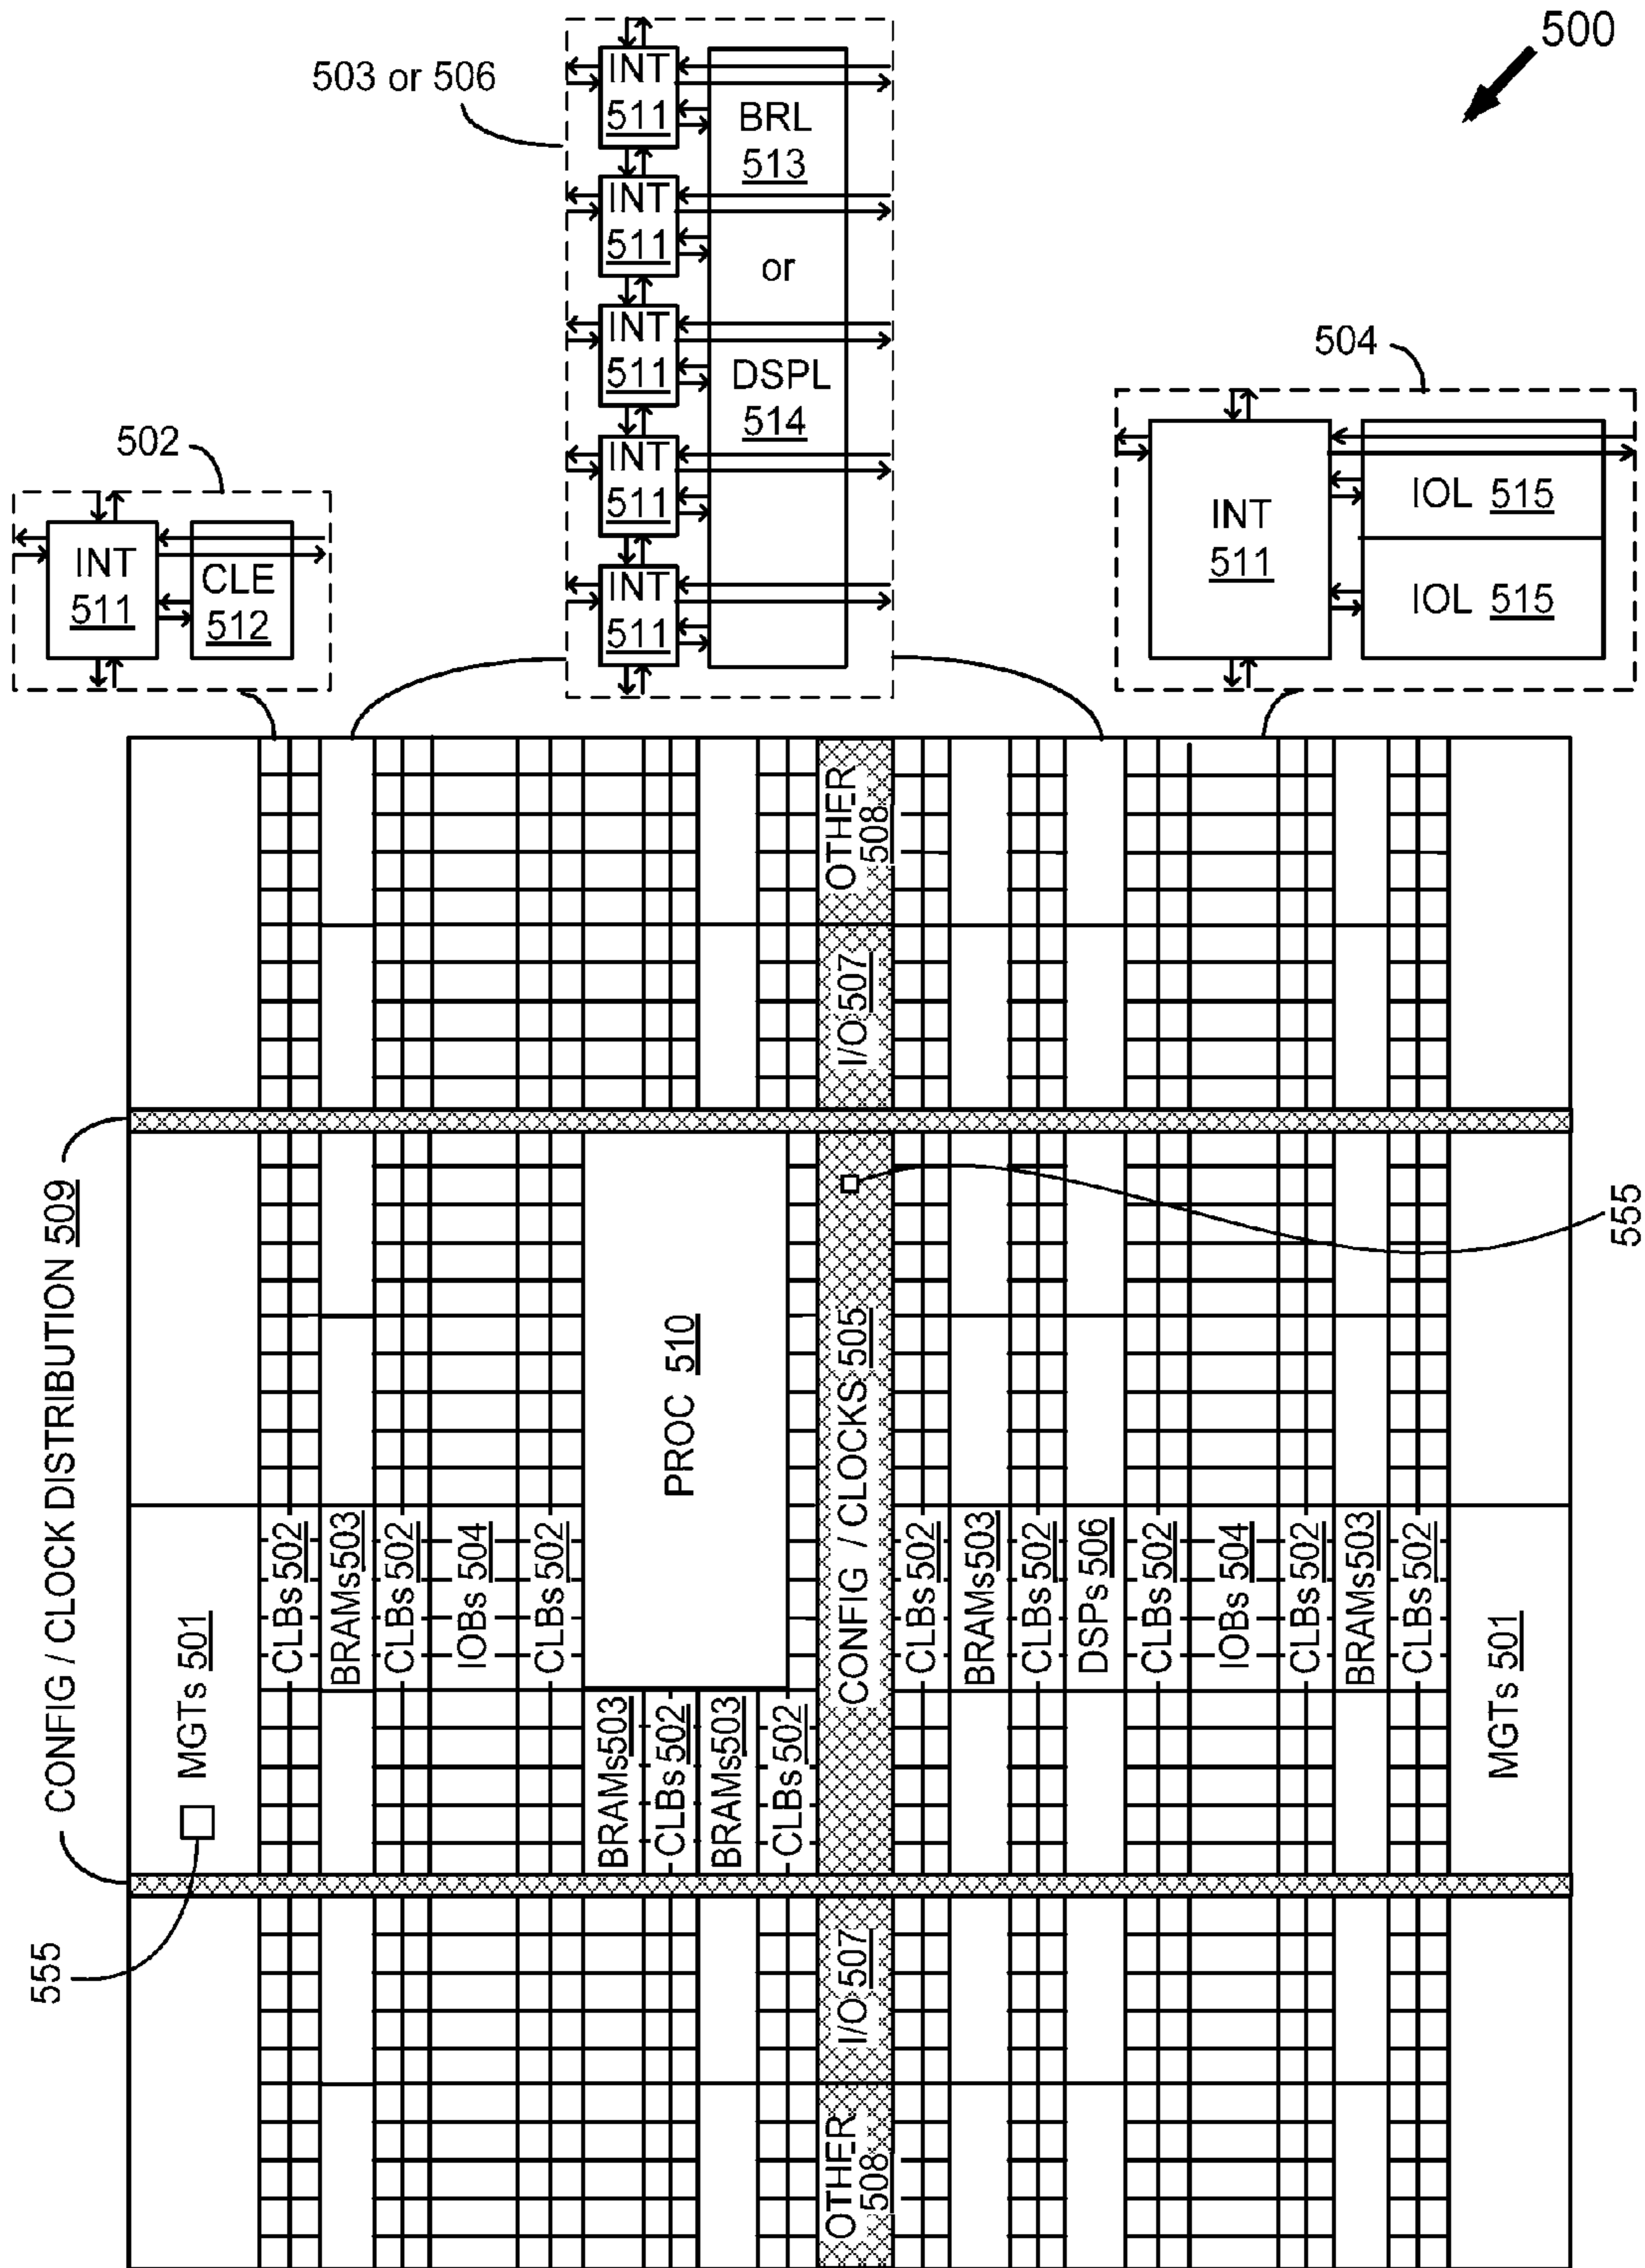 500
503 or 506
INT
511
INT
511
INT
511
INT
511
INT
511
BRL
513
or
DSPL
514
504
INT
511
IOL 515
IOL 515
502
INT
511
CLE
512
OTHER
508
I/O 507
CONFIG / CLOCK DISTRIBUTION 509
555
PROC 510
CONFIG / CLOCKS 505
MGTs 501
CLBs 502
BRAMs 503
CLBs 502
IOBs 504
CLBs 502
BRAMs 503
CLBs 502
BRAMs 503
CLBs 502
CLBs 502
BRAMs 503
CLBs 502
DSPs 506
CLBs 502
IOBs 504
CLBs 502
BRAMs 503
CLBs 502
MGTs 501
555
I/O 507
OTHER
508